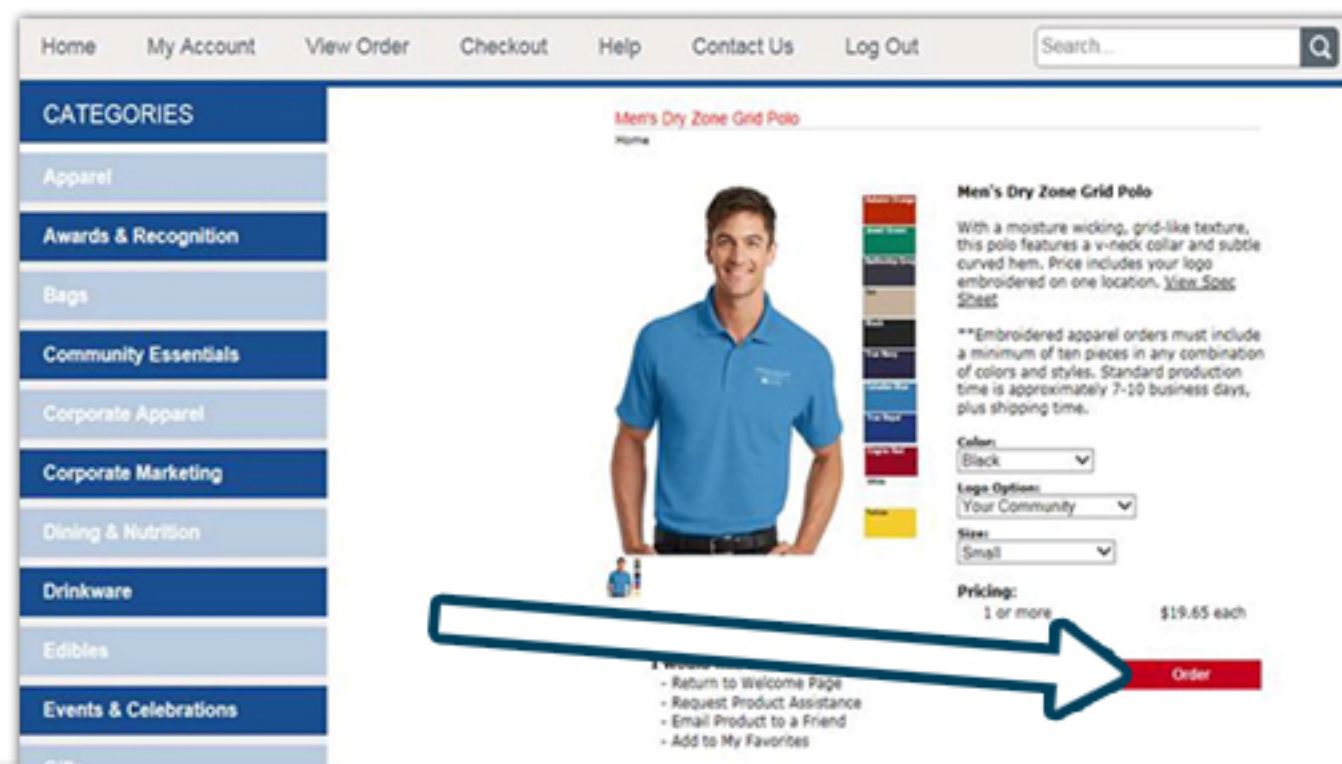 Home My Account View Order Checkout Help Contact Us Log Out Search...
CATEGORIES
Apparel
Awards & Recognition
Bags
Community Essentials
Corporate Apparel
Corporate Marketing
Dining & Nutrition
Drinkware
Edibles
Events & Celebrations
Men's Dry Zone Grid Polo
Home
Black
White
Yellow
Men's Dry Zone Grid Polo
With a moisture wicking, grid-like texture,
this polo features a v-neck collar and subtle
curved hem. Price includes your logo
embroidered on one location. View Spec
Sheet
**Embroidered apparel orders must include
a minimum of ten pieces in any combination
of colors and styles. Standard production
time is approximately 7-10 business days,
plus shipping time.
Color:
Black
Logo Option:
Your Community
Size:
Small
Pricing:
1 or more $19.65 each
Order
- Return to Welcome Page
- Request Product Assistance
- Email Product to a Friend
- Add to My Favorites